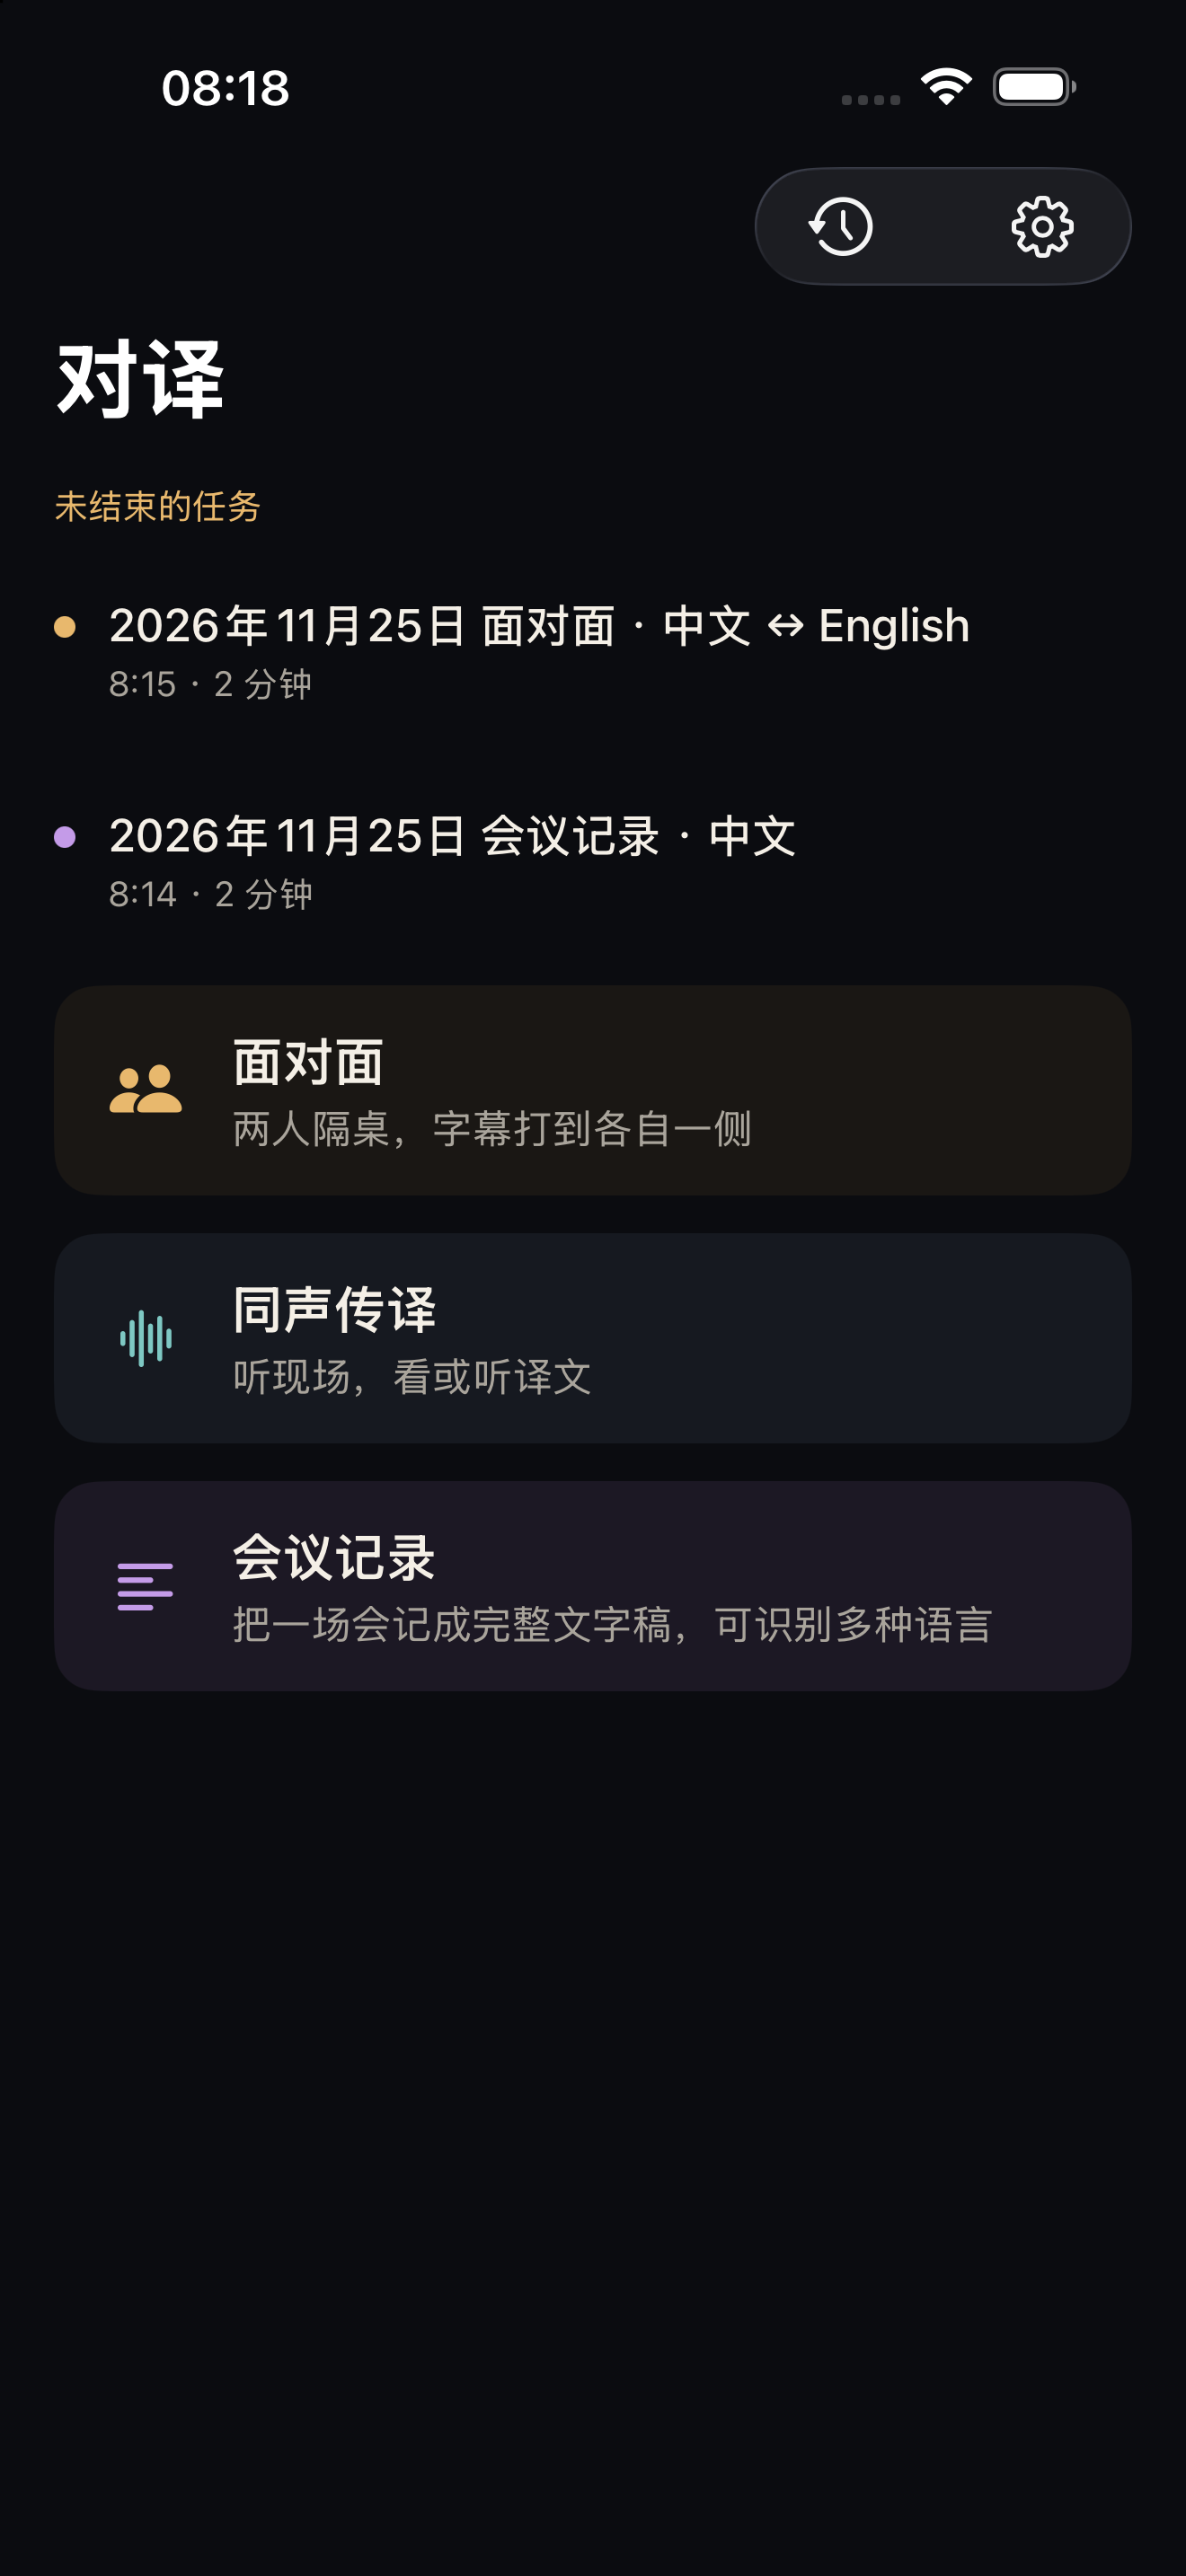 08:18
对译
未结束的任务
2026年11月25日 面对面 · 中文 ↔ English
8:15 · 2 分钟
2026年11月25日 会议记录 · 中文
8:14 · 2 分钟
面对面
两人隔桌，字幕打到各自一侧
同声传译
听现场，看或听译文
会议记录
把一场会记成完整文字稿，可识别多种语言